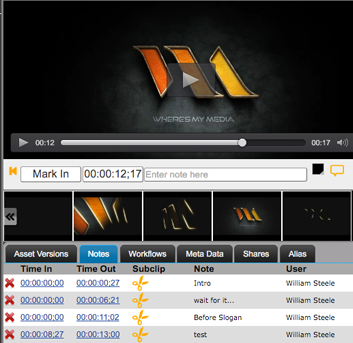 WHERE'S MY MEDIA.
00:12
00:17
Mark In 00:00:12;17 Enter note here
Asset Versions Notes Workflows Meta Data Shares Alias
Time In Time Out Subclip Note User
00:00:00;00 00:00:00;27 Intro William Steele
00:00:00;00 00:00:06;21 wait for it... William Steele
00:00:00;00 00:00:11;02 Before Slogan William Steele
00:00:08;27 00:00:13;00 test William Steele